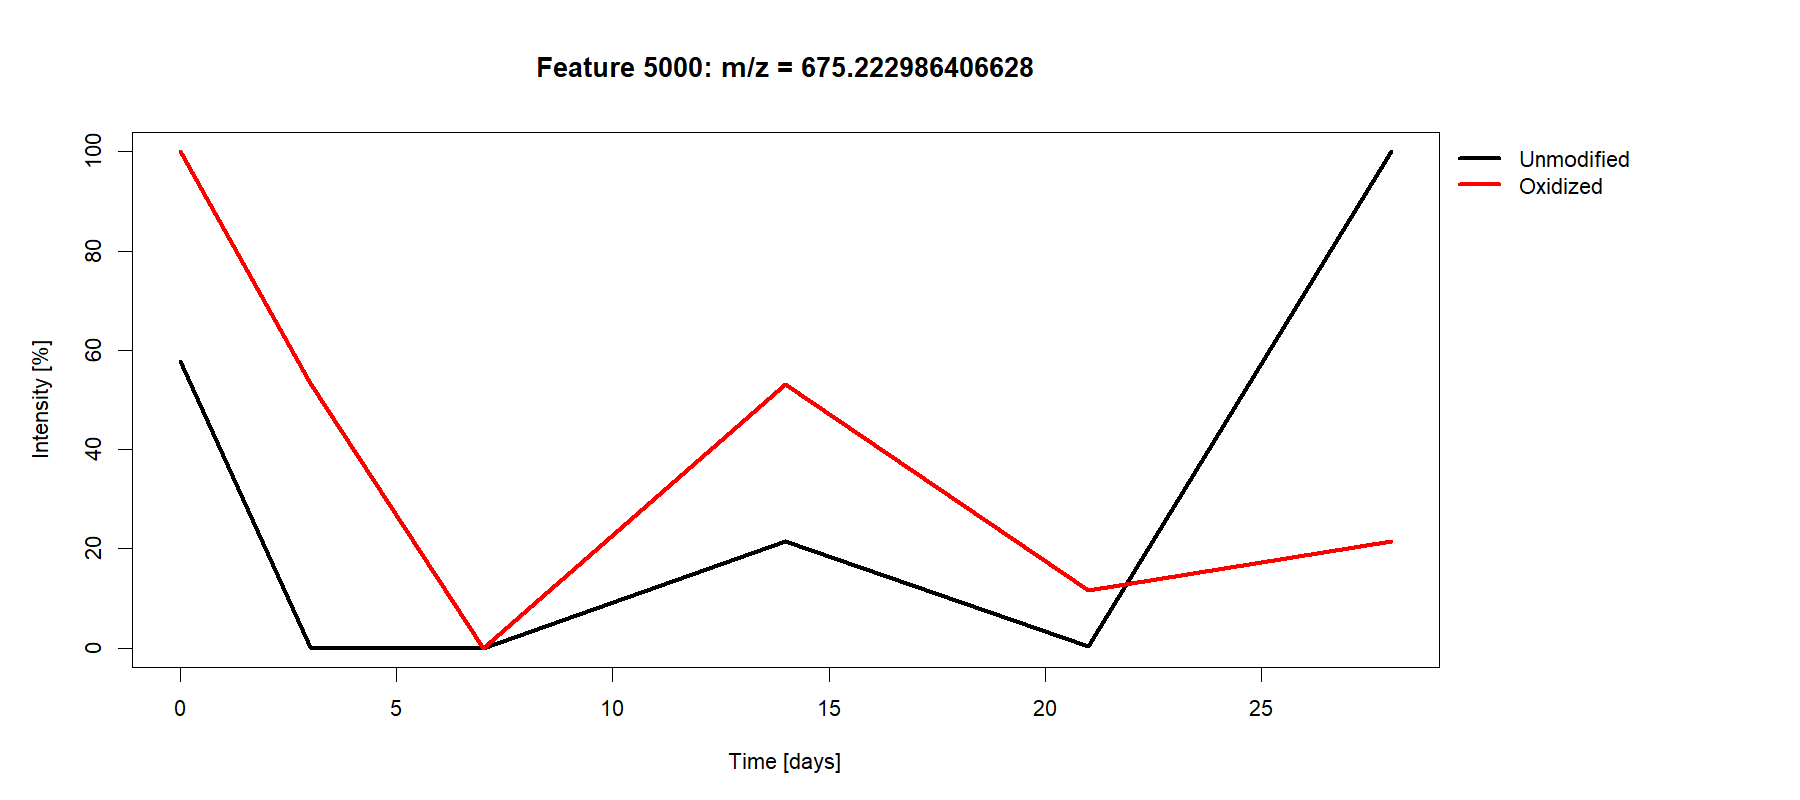 Feature 5000: m/z = 675.222986406628
Unmodified
Oxidized
Intensity [%]
100
80
60
40
20
0
0 5 10 15 20 25
Time [days]